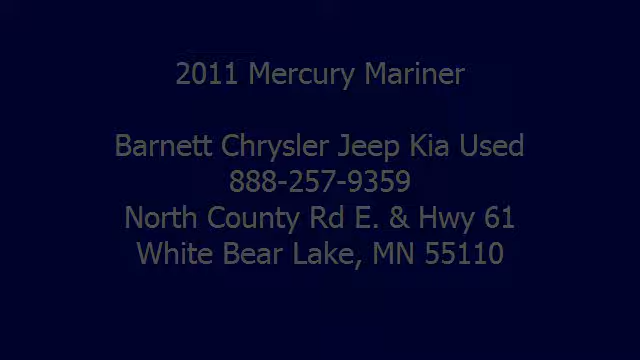 2011 Mercury Mariner
Barnett Chrysler Jeep Kia Used
888-257-9359
North County Rd E. & Hwy 61
White Bear Lake, MN 55110